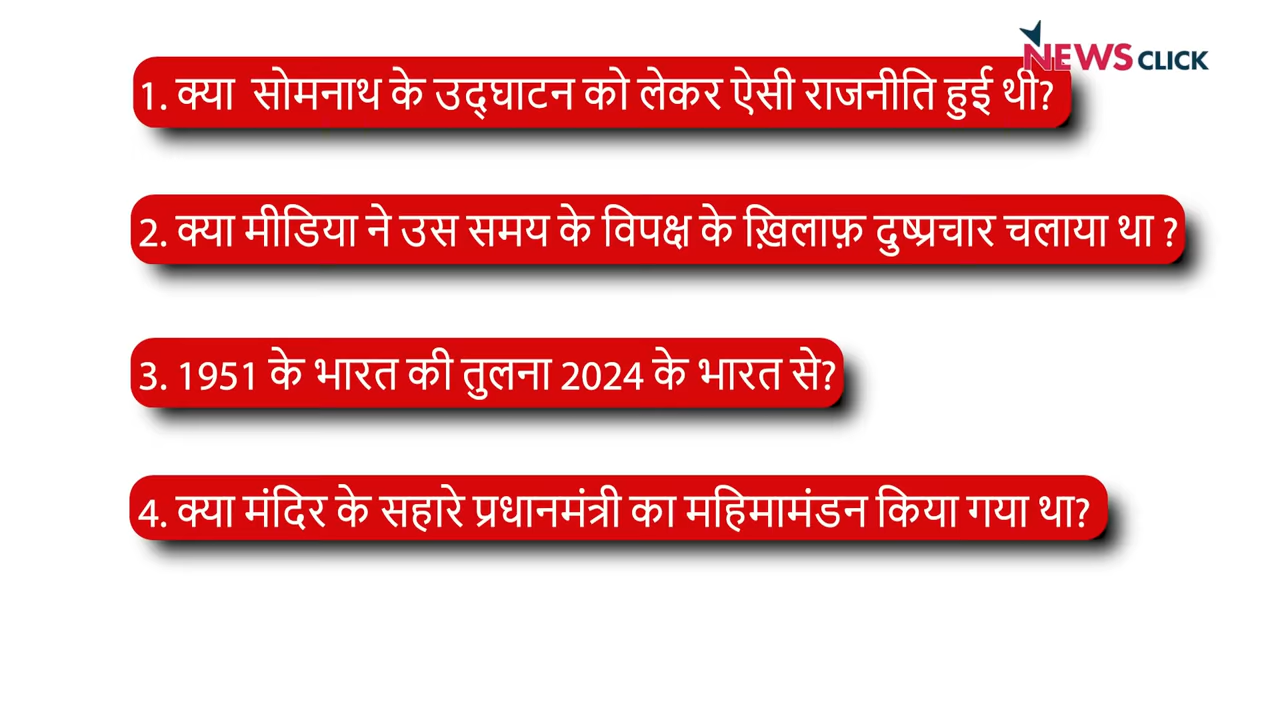 NEWS CLICK
1. क्या सोमनाथ के उद्घाटन को लेकर ऐसी राजनीति हुई थी?
2. क्या मीडिया ने उस समय के विपक्ष के ख़िलाफ़ दुष्प्रचार चलाया था ?
3. 1951 के भारत की तुलना 2024 के भारत से?
4. क्या मंदिर के सहारे प्रधानमंत्री का महिमामंडन किया गया था?